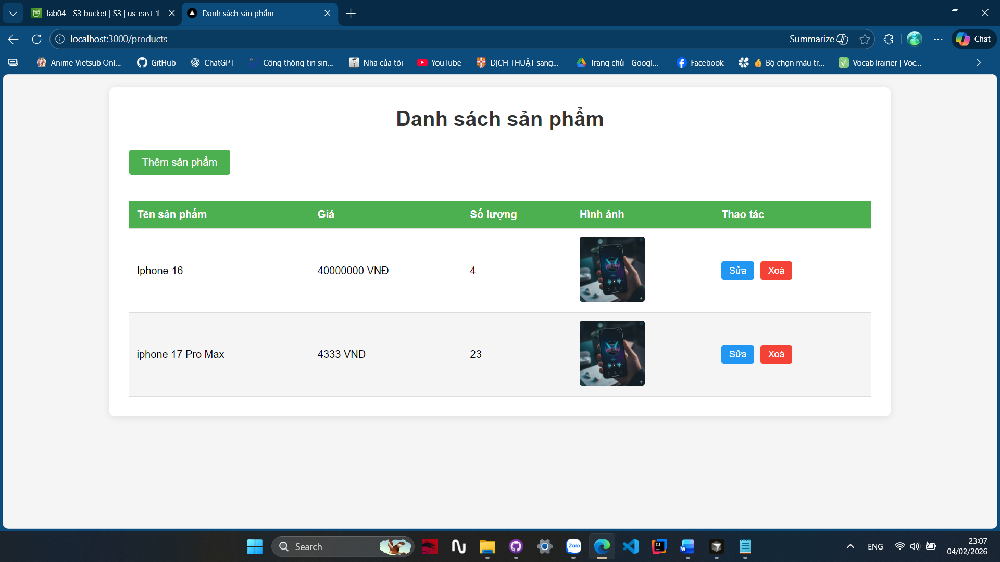 lab04 - S3 bucket | S3 | us-east-1
Danh sách sản phẩm
localhost:3000/products
Summarize
Chat
Anime Vietsub Onl...
GitHub
ChatGPT
Cổng thông tin sin...
Nhà của tôi
YouTube
DỊCH THUẬT sang...
Trang chủ - Googl...
Facebook
👍 Bộ chọn màu tr...
VocabTrainer | Voc...
Danh sách sản phẩm
Thêm sản phẩm
Tên sản phẩm Giá Số lượng Hình ảnh Thao tác
Iphone 16 40000000 VNĐ 4 Sửa Xoá
iphone 17 Pro Max 4333 VNĐ 23 Sửa Xoá
Search
Zalo
ENG
23:07
04/02/2026